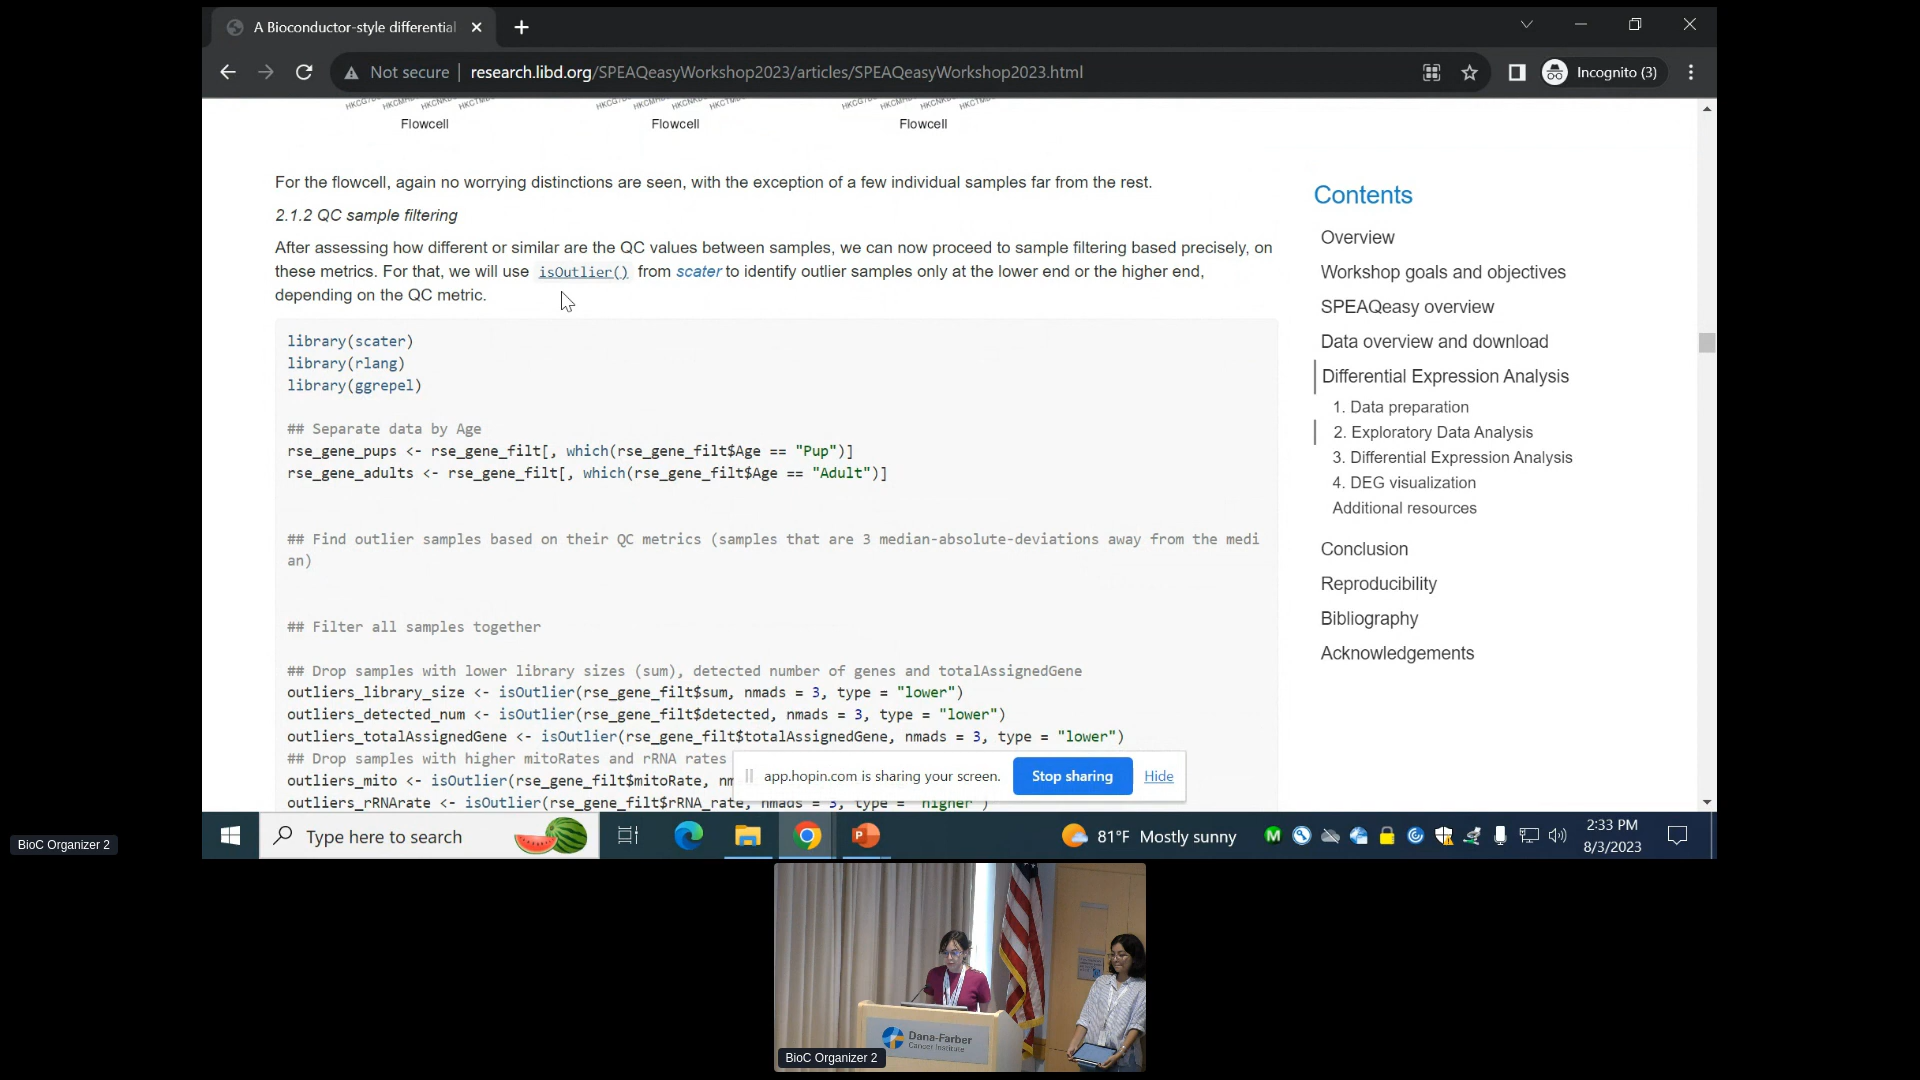 A Bioconductor-style differential
Not secure | research.libd.org/SPEAQeasyWorkshop2023/articles/SPEAQeasyWorkshop2023.html
Incognito (3)
Flowcell Flowcell Flowcell
For the flowcell, again no worrying distinctions are seen, with the exception of a few individual samples far from the rest.
2.1.2 QC sample filtering
After assessing how different or similar are the QC values between samples, we can now proceed to sample filtering based precisely, on
these metrics. For that, we will use isOutlier() from scater to identify outlier samples only at the lower end or the higher end,
depending on the QC metric.
library(scater)
library(rlang)
library(ggrepel)
## Separate data by Age
rse_gene_pups <- rse_gene_filt[, which(rse_gene_filt$Age == "Pup")]
rse_gene_adults <- rse_gene_filt[, which(rse_gene_filt$Age == "Adult")]
## Find outlier samples based on their QC metrics (samples that are 3 median-absolute-deviations away from the medi
an)
## Filter all samples together
## Drop samples with lower library sizes (sum), detected number of genes and totalAssignedGene
outliers_library_size <- isOutlier(rse_gene_filt$sum, nmads = 3, type = "lower")
outliers_detected_num <- isOutlier(rse_gene_filt$detected, nmads = 3, type = "lower")
outliers_totalAssignedGene <- isOutlier(rse_gene_filt$totalAssignedGene, nmads = 3, type = "lower")
## Drop samples with higher mitoRates and rRNA rates
outliers_mito <- isOutlier(rse_gene_filt$mitoRate, nm
outliers_rRNArate <- isOutlier(rse_gene_filt$rRNA_rate, nmads = 3, type = "higher")
Contents
Overview
Workshop goals and objectives
SPEAQeasy overview
Data overview and download
Differential Expression Analysis
1. Data preparation
2. Exploratory Data Analysis
3. Differential Expression Analysis
4. DEG visualization
Additional resources
Conclusion
Reproducibility
Bibliography
Acknowledgements
app.hopin.com is sharing your screen. Stop sharing Hide
Type here to search
81°F Mostly sunny
2:33 PM
8/3/2023
BioC Organizer 2
Dana-Farber
Cancer Institute
BioC Organizer 2